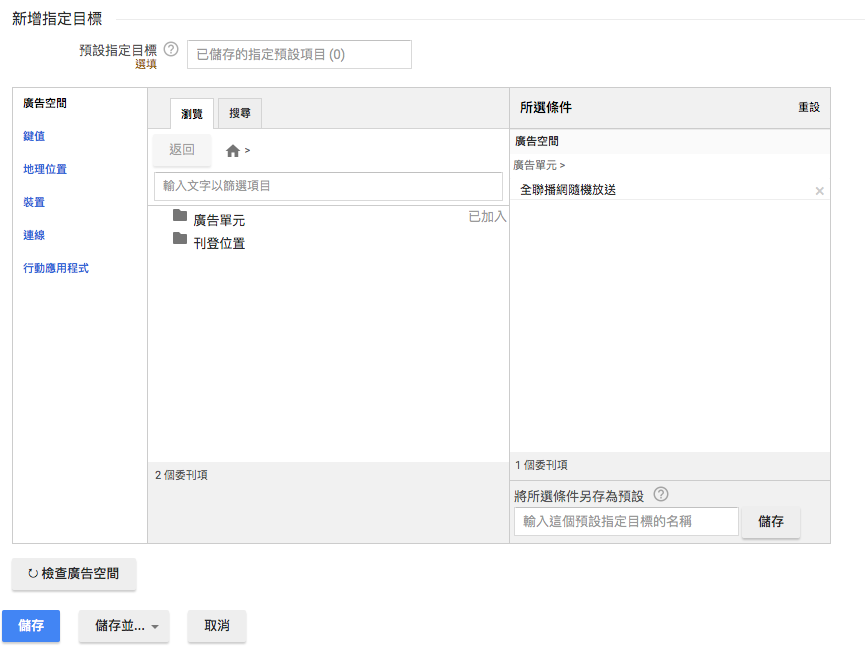 新增指定目標
預設指定目標 ? 已儲存的指定預設項目 (0)
選填
廣告空間
鍵值
地理位置
裝置
連線
行動應用程式
瀏覽 搜尋
返回 >
輸入文字以篩選項目
廣告單元 已加入
刊登位置
2 個委刊項
所選條件 重設
廣告空間
廣告單元 >
全聯播網隨機放送 ×
1 個委刊項
將所選條件另存為預設 ?
輸入這個預設指定目標的名稱 儲存
檢查廣告空間
儲存 儲存並... 取消